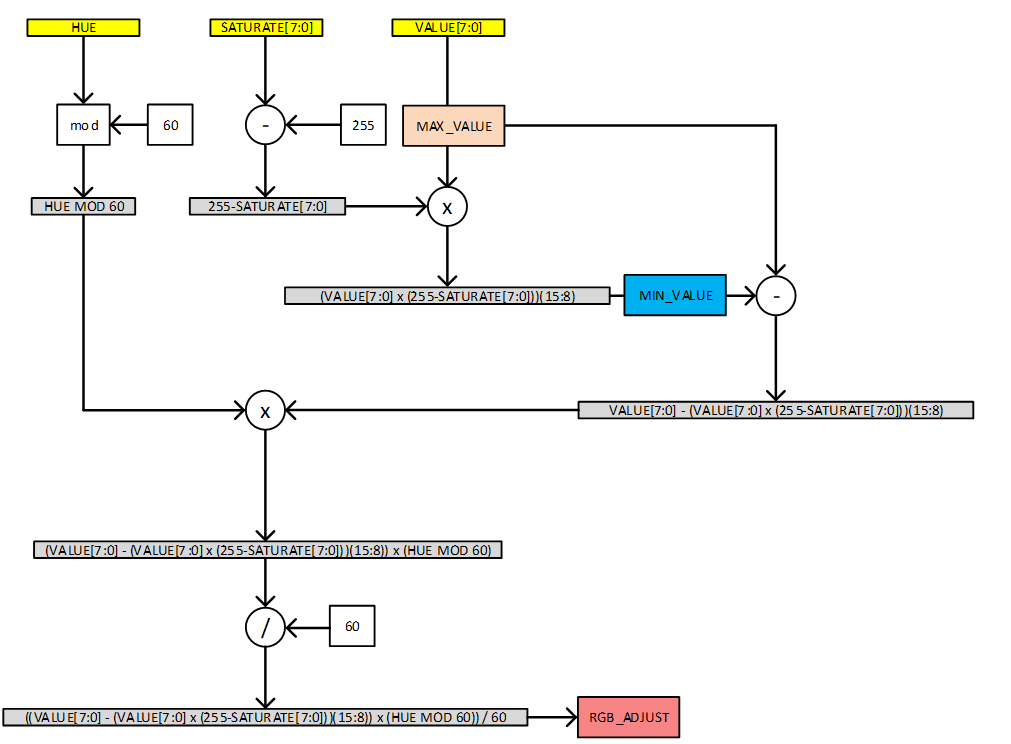 HUE
SATURATE[7:0]
VALUE[7:0]
mod
60
-
255
MAX_VALUE
HUE MOD 60
255-SATURATE[7:0]
x
(VALUE[7:0] x (255-SATURATE[7:0]))(15:8)
MIN_VALUE
-
x
VALUE[7:0] - (VALUE[7:0] x (255-SATURATE[7:0]))(15:8)
(VALUE[7:0] - (VALUE[7:0] x (255-SATURATE[7:0]))(15:8)) x (HUE MOD 60)
/
60
((VALUE[7:0] - (VALUE[7:0] x (255-SATURATE[7:0]))(15:8)) x (HUE MOD 60)) / 60
RGB_ADJUST